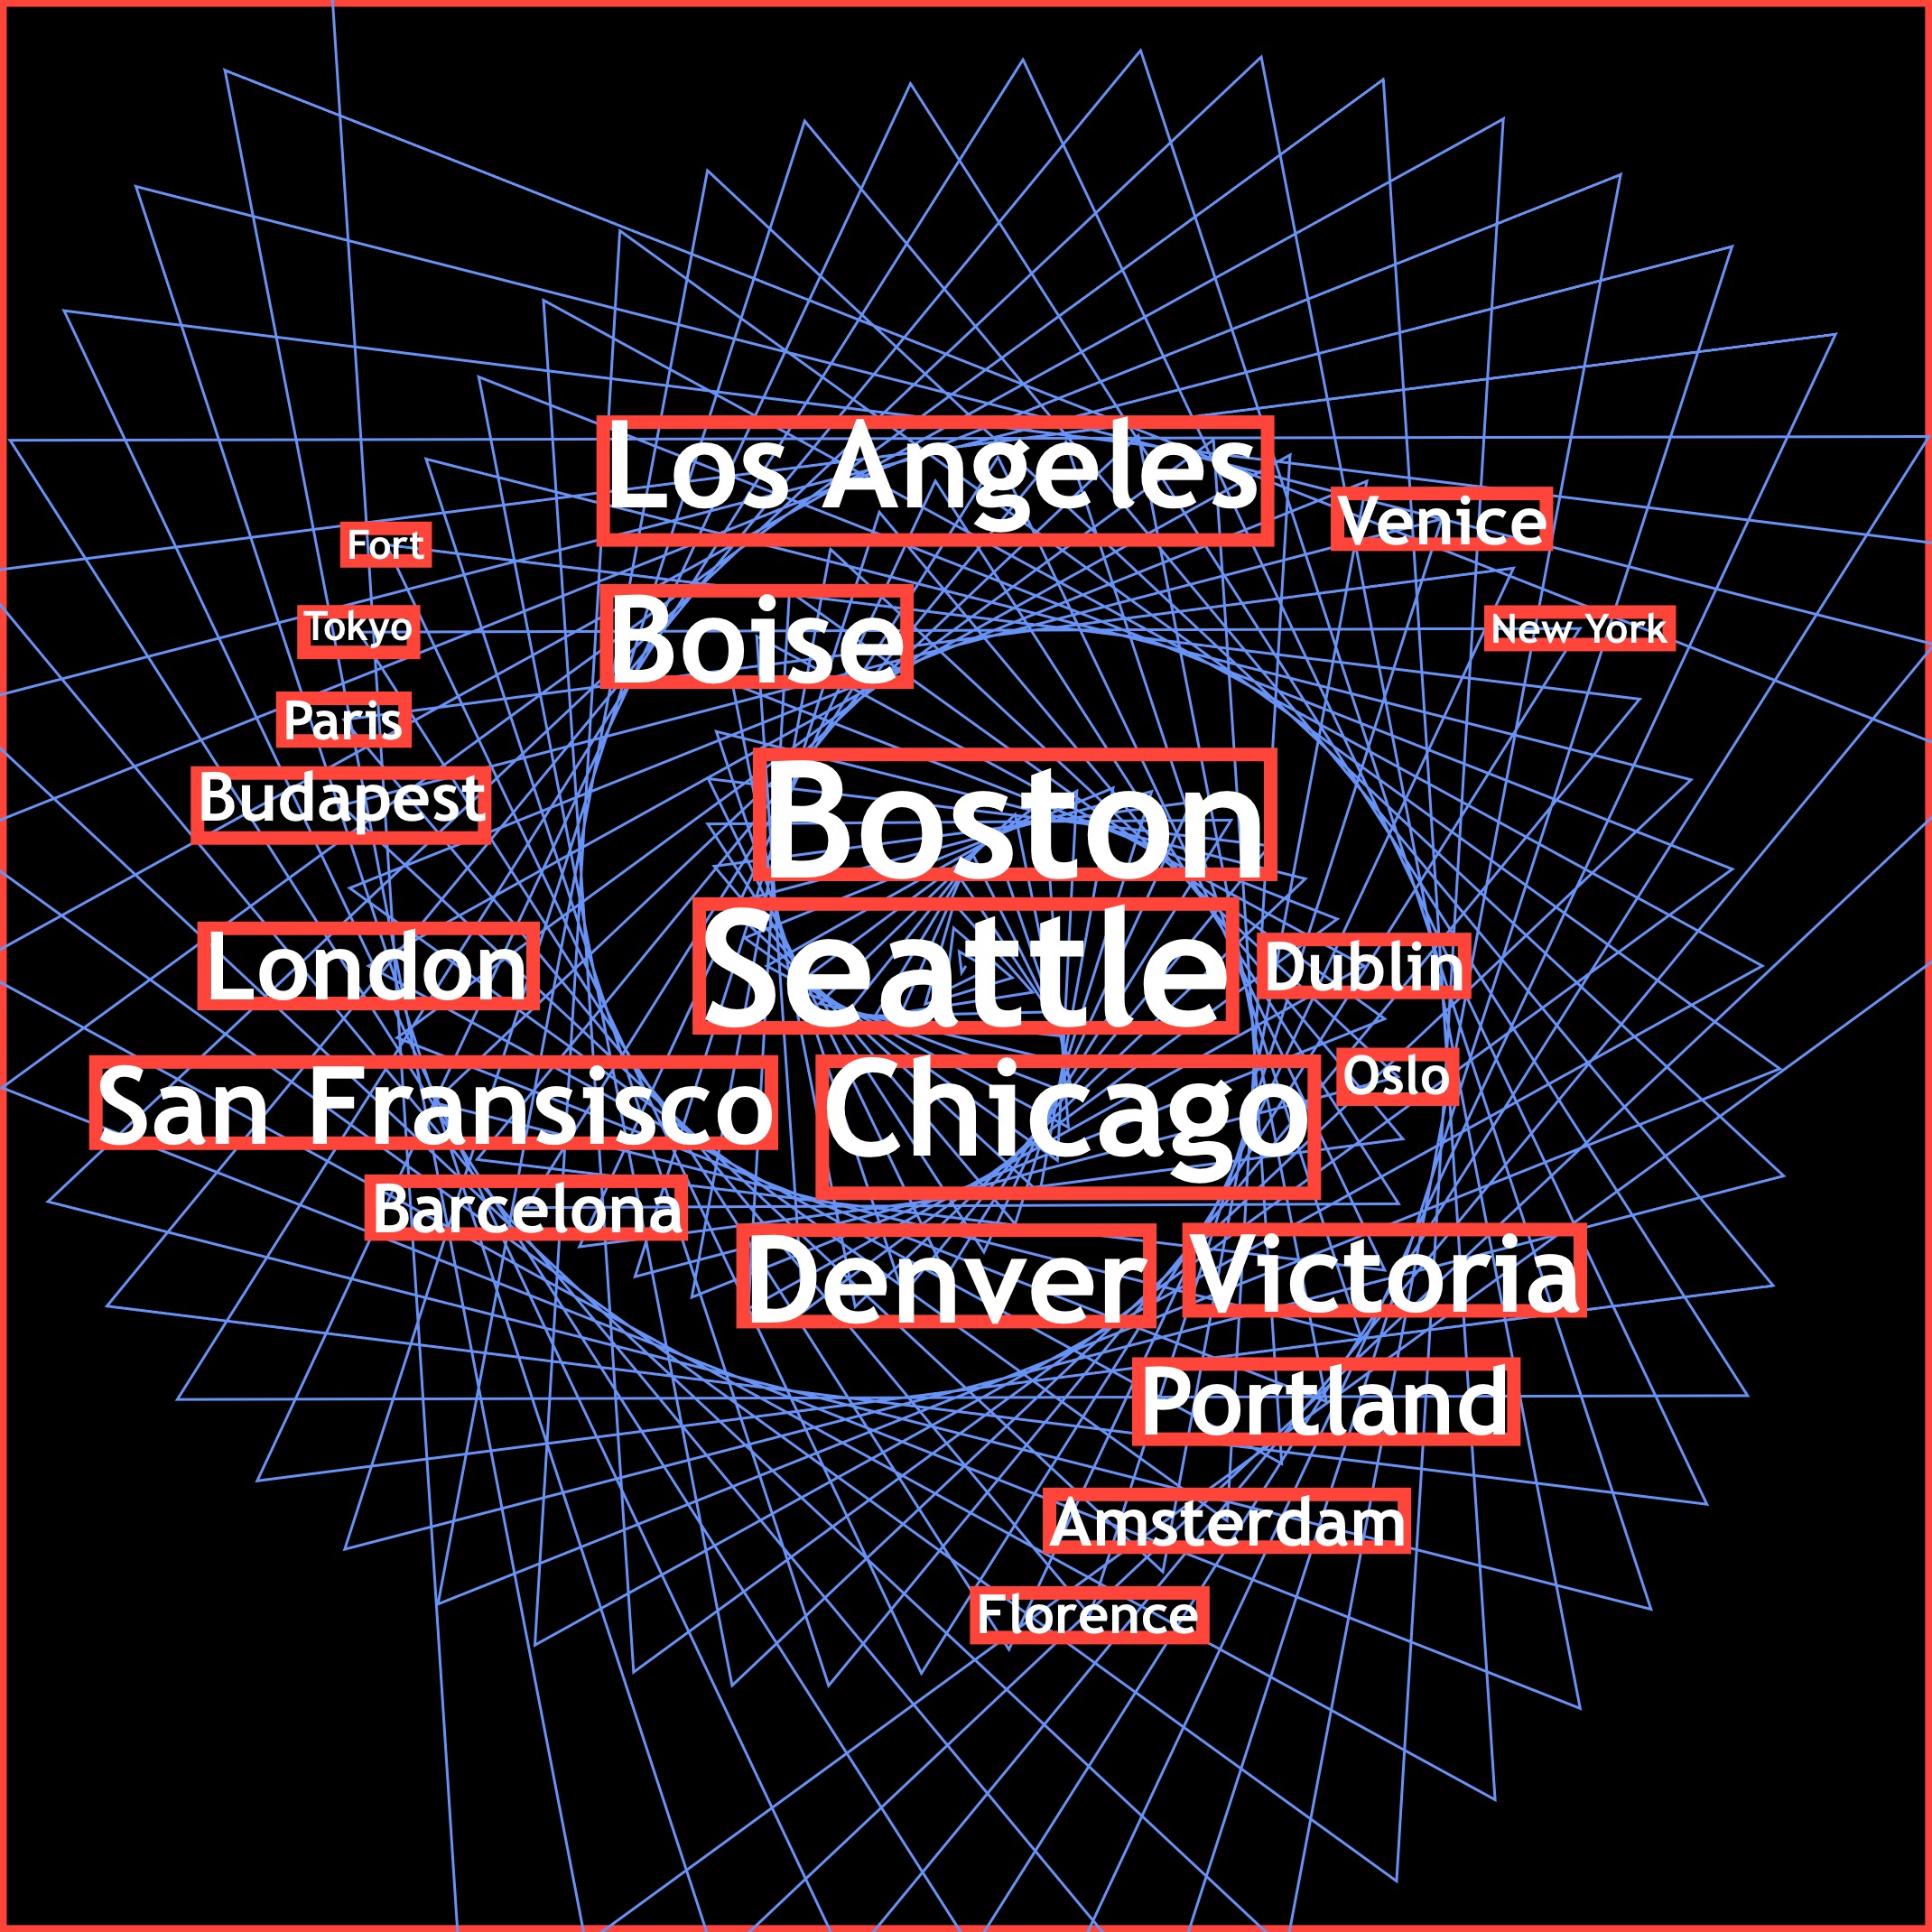 Los Angeles
Venice
Fort
Tokyo
Boise
New York
Paris
Budapest
Boston
London
Seattle
Dublin
San Fransisco
Chicago
Oslo
Barcelona
Denver
Victoria
Portland
Amsterdam
Florence